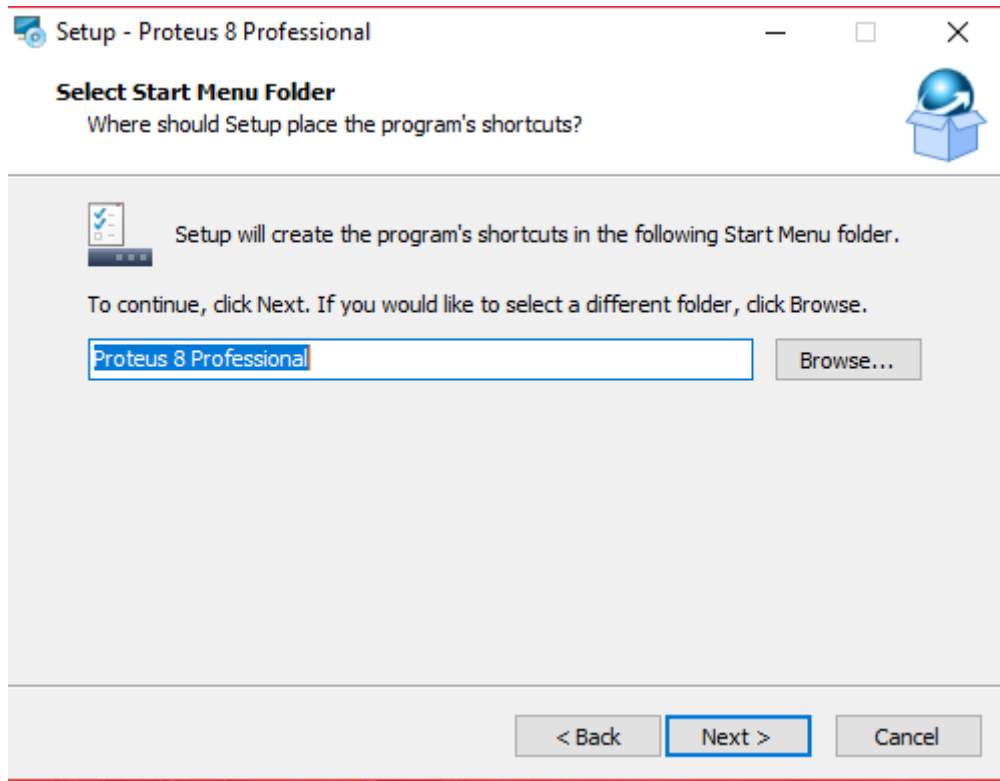 Setup - Proteus 8 Professional
Select Start Menu Folder
Where should Setup place the program's shortcuts?
Setup will create the program's shortcuts in the following Start Menu folder.
To continue, click Next. If you would like to select a different folder, click Browse.
Proteus 8 Professional
Browse...
< Back
Next >
Cancel